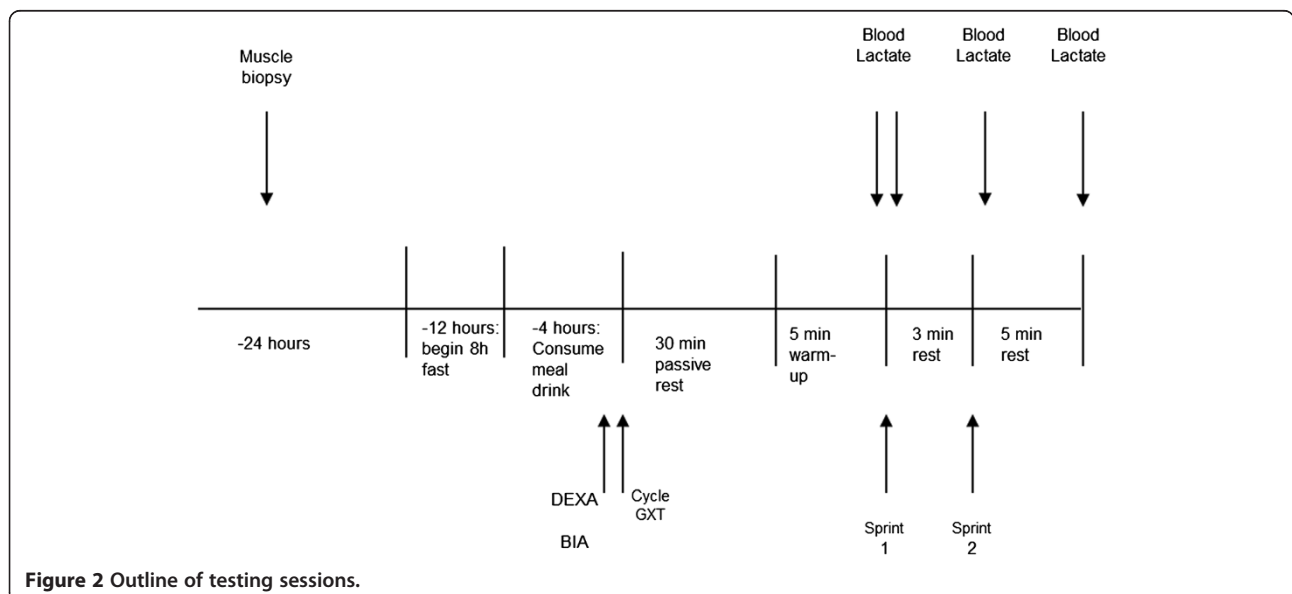 Muscle
biopsy
Blood
Lactate
Blood
Lactate
Blood
Lactate
-24 hours
-12 hours:
begin 8h
fast
-4 hours:
Consume
meal
drink
30 min
passive
rest
5 min
warm-
up
3 min
rest
5 min
rest
DEXA
BIA
Cycle
GXT
Sprint
1
Sprint
2
Figure 2 Outline of testing sessions.